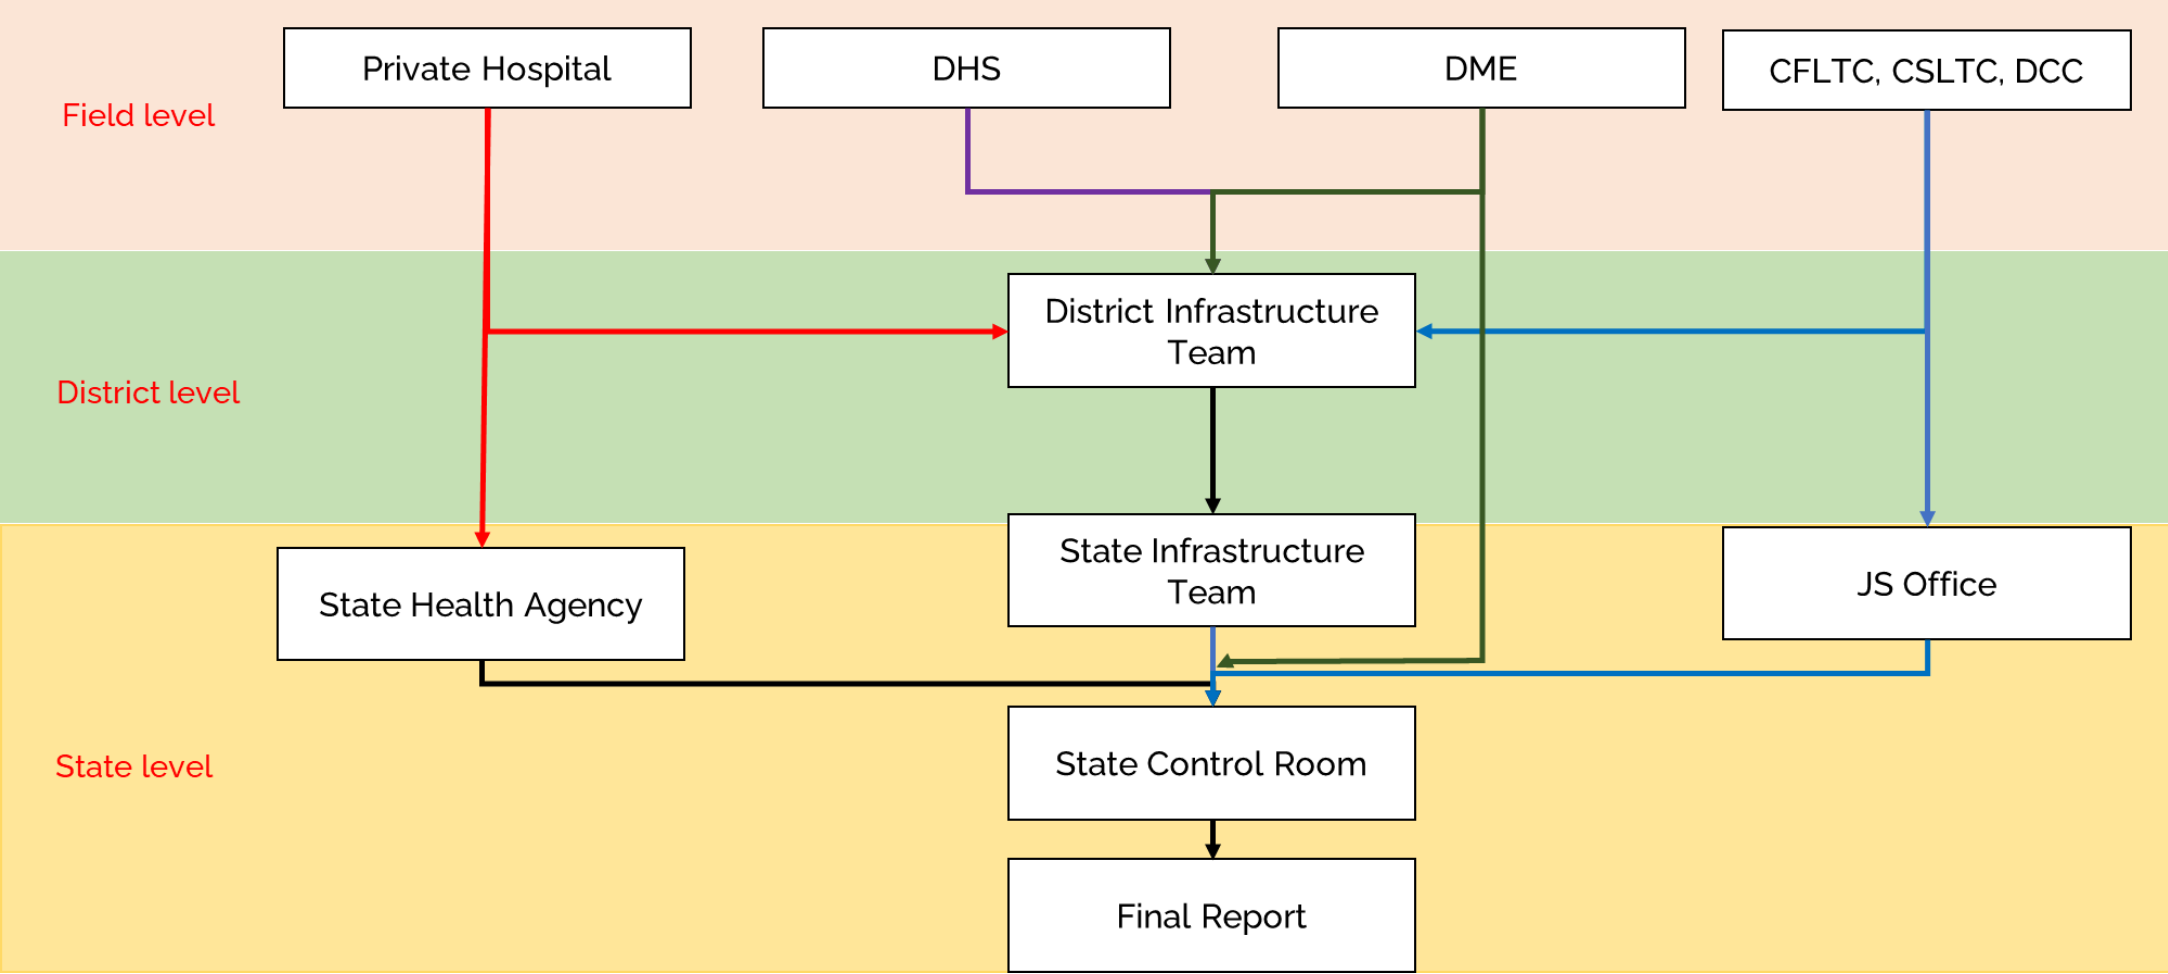 Private Hospital
DHS
DME
CFLTC, CSLTC, DCC
Field level
District Infrastructure
Team
District level
State Infrastructure
Team
State Health Agency
JS Office
State Control Room
State level
Final Report